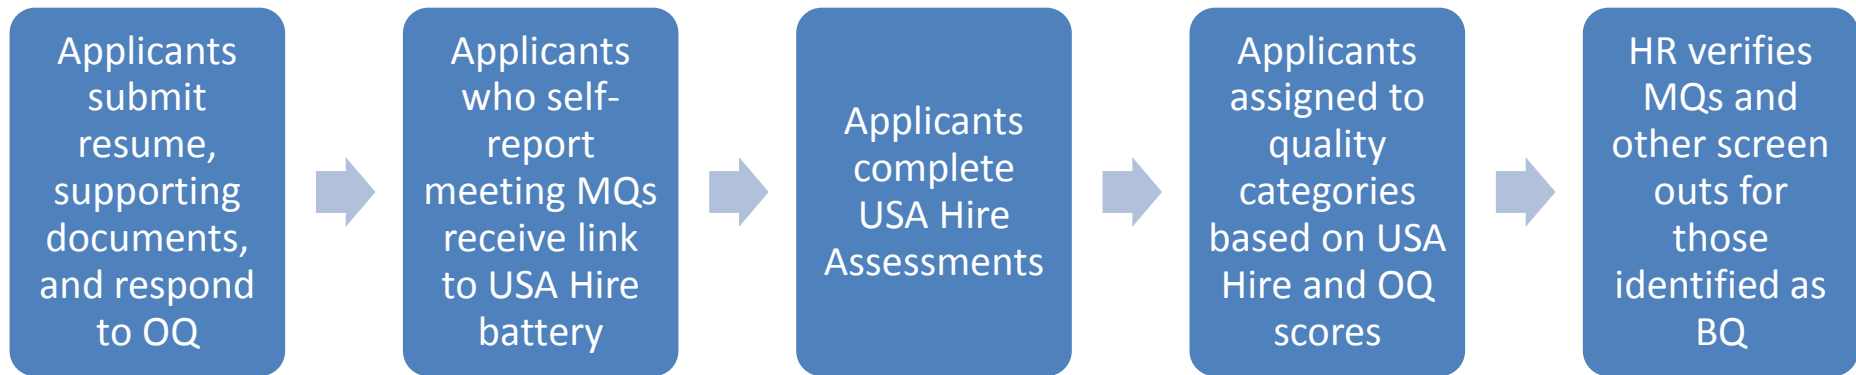 Applicants
submit
resume,
supporting
documents,
and respond
to OQ
Applicants
who self-
report
meeting MQs
receive link
to USA Hire
battery
Applicants
complete
USA Hire
Assessments
Applicants
assigned to
quality
categories
based on USA
Hire and OQ
scores
HR verifies
MQs and
other screen
outs for
those
identified as
BQ